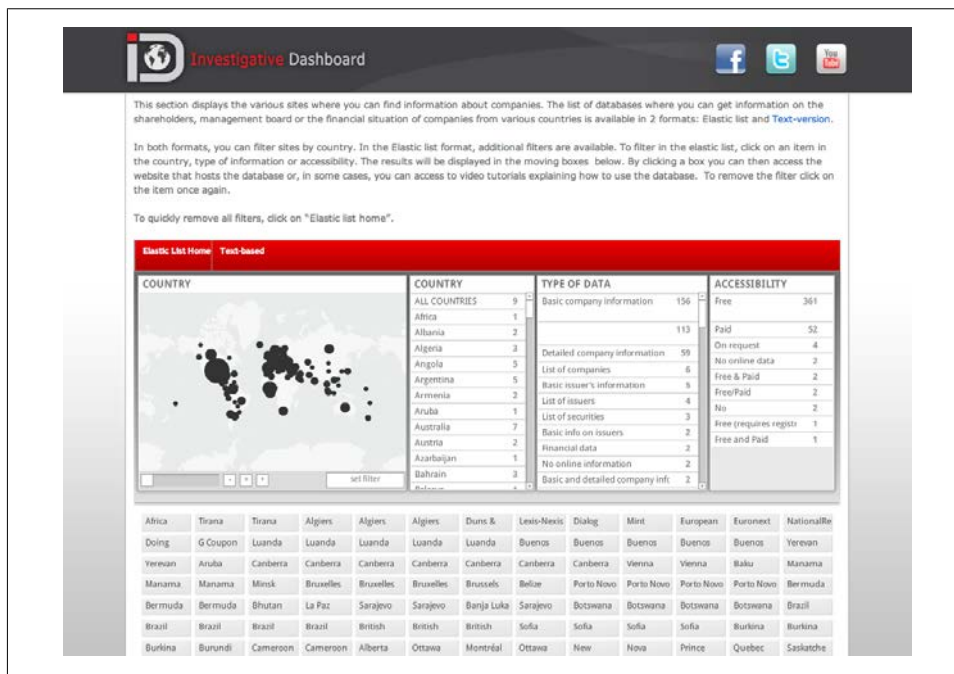 iD Investigative Dashboard
You Tube
This section displays the various sites where you can find information about companies. The list of databases where you can get information on the
shareholders, management board or the financial situation of companies from various countries is available in 2 formats: Elastic list and Text-version.
In both formats, you can filter sites by country. In the Elastic list format, additional filters are available. To filter in the elastic list, click on an item in
the country, type of information or accessibility. The results will be displayed in the moving boxes below. By clicking a box you can then access the
website that hosts the database or, in some cases, you can access to video tutorials explaining how to use the database. To remove the filter click on
the item once again.
To quickly remove all filters, click on "Elastic list home".
Elastic List Home Text-based
COUNTRY
set filter
COUNTRY
ALL COUNTRIES 9
Africa 1
Albania 2
Algeria 3
Angola 5
Argentina 5
Armenia 2
Aruba 1
Australia 7
Austria 2
Azarbaijan 1
Bahrain 3
TYPE OF DATA
Basic company information 156
113
Detailed company information 59
List of companies 6
Basic issuer's information 5
List of issuers 4
List of securities 3
Basic info on issuers 2
Financial data 2
No online information 2
Basic and detailed company infc 2
ACCESSIBILITY
Free 361
Paid 52
On request 4
No online data 2
Free & Paid 2
Free/Paid 2
No 2
Free (requires registi 1
Free and Paid 1
Africa Tirana Tirana Algiers Algiers Algiers Duns & Lexis-Nexis Dialog Mint European Euronext NationalRe
Doing G Coupon Luanda Luanda Luanda Luanda Luanda Buenos Buenos Buenos Buenos Buenos Yerevan
Yerevan Aruba Canberra Canberra Canberra Canberra Canberra Canberra Canberra Vienna Vienna Baku Manama
Manama Manama Minsk Bruxelles Bruxelles Bruxelles Brussels Belize Porto Novo Porto Novo Porto Novo Porto Novo Bermuda
Bermuda Bermuda Bhutan La Paz Sarajevo Sarajevo Banja Luka Sarajevo Botswana Botswana Botswana Botswana Brazil
Brazil Brazil Brazil Brazil British British British Sofia Sofia Sofia Sofia Burkina Burkina
Burkina Burundi Cameroon Cameroon Alberta Ottawa Montréal Ottawa New Nova Prince Quebec Saskatche